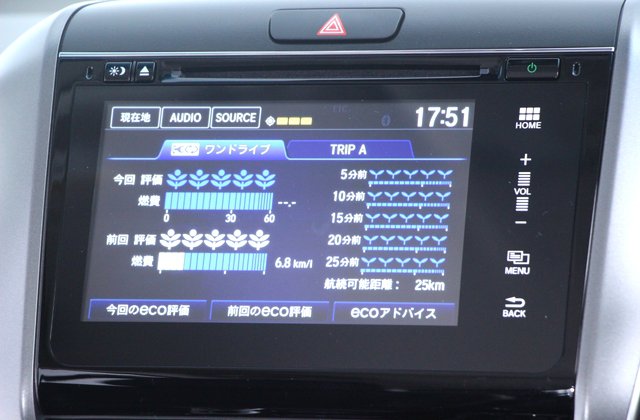 現在地 AUDIO SOURCE 17:51
HOME
ワンドライブ TRIP A
今回 評価
燃費 --.-
0 30 60
前回 評価
燃費 6.8 km/l
5分前
10分前
15分前
20分前
25分前
航続可能距離： 25km
今回のeco評価 前回のeco評価 ecoアドバイス
+
VOL
−
MENU
BACK